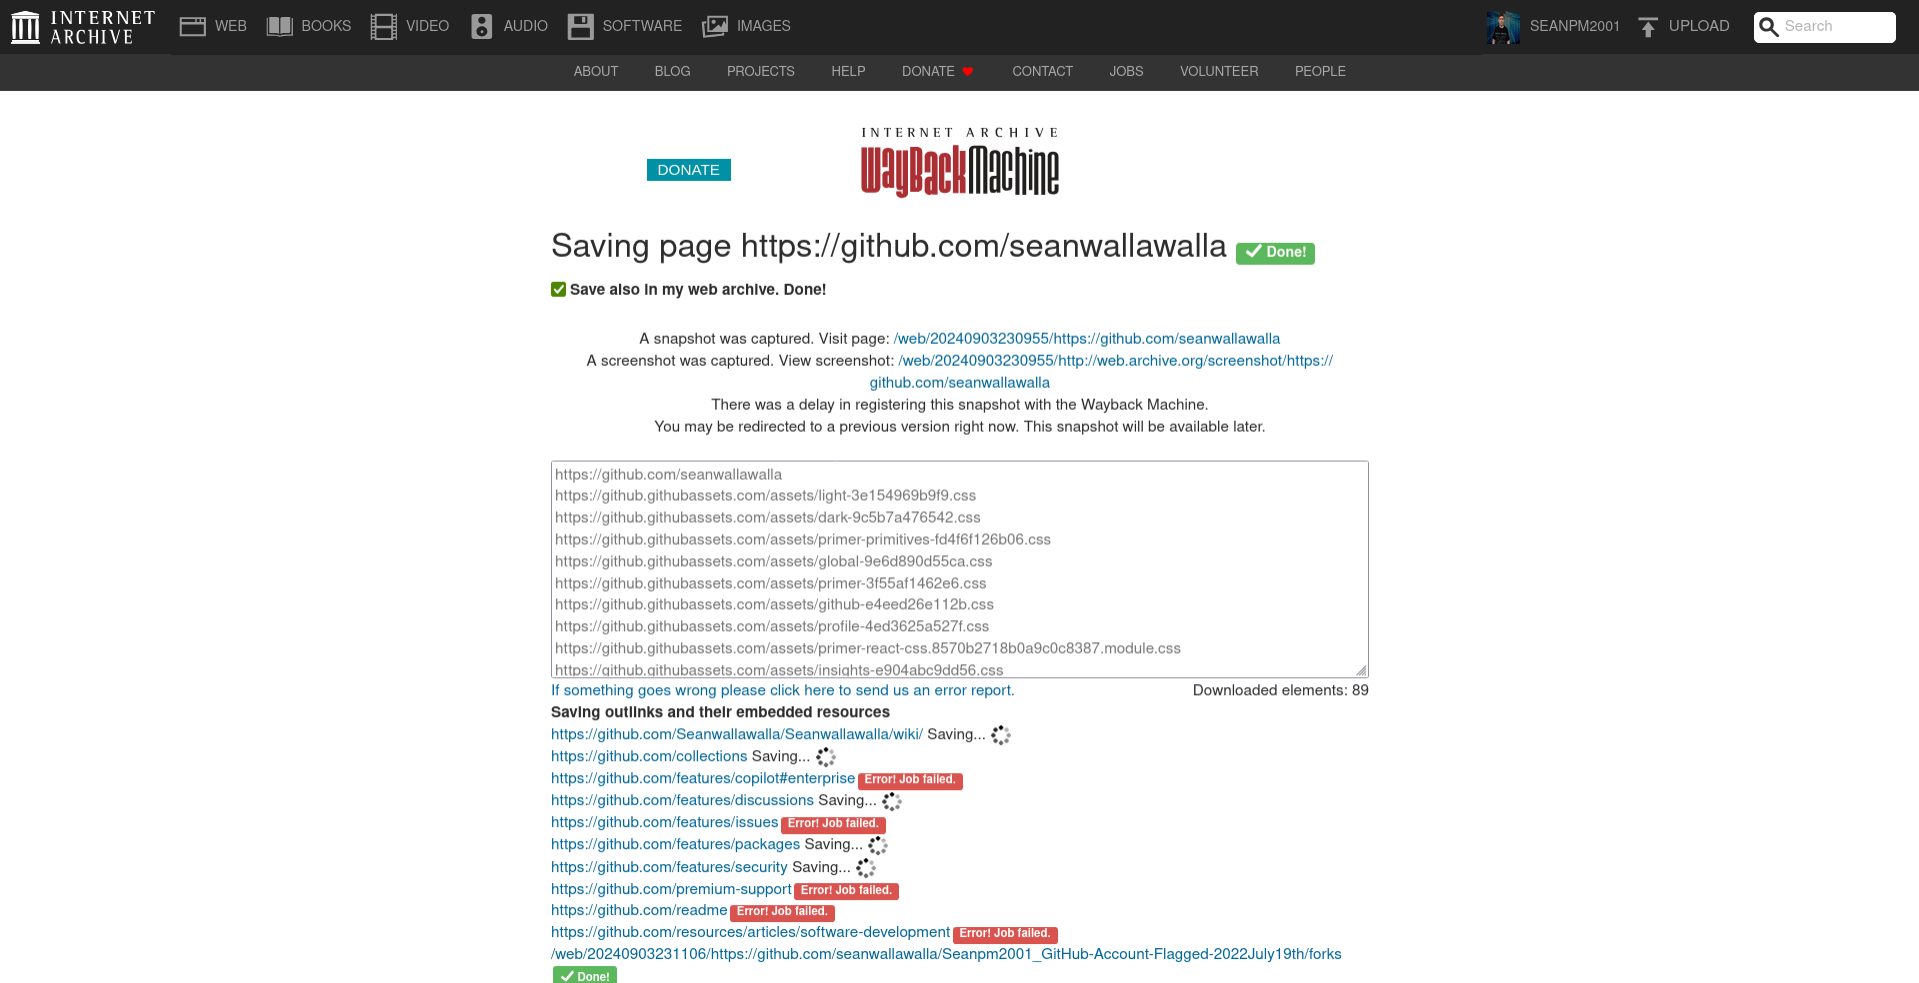 INTERNET ARCHIVE
WEB BOOKS VIDEO AUDIO SOFTWARE IMAGES SEANPM2001 UPLOAD Search
ABOUT BLOG PROJECTS HELP DONATE CONTACT JOBS VOLUNTEER PEOPLE
DONATE
INTERNET ARCHIVE
WayBackMachine
Saving page https://github.com/seanwallawalla Done!
Save also in my web archive. Done!
A snapshot was captured. Visit page: /web/20240903230955/https://github.com/seanwallawalla
A screenshot was captured. View screenshot: /web/20240903230955/http://web.archive.org/screenshot/https://
github.com/seanwallawalla
There was a delay in registering this snapshot with the Wayback Machine.
You may be redirected to a previous version right now. This snapshot will be available later.
https://github.com/seanwallawalla
https://github.githubassets.com/assets/light-3e154969b9f9.css
https://github.githubassets.com/assets/dark-9c5b7a476542.css
https://github.githubassets.com/assets/primer-primitives-fd4f6f126b06.css
https://github.githubassets.com/assets/global-9e6d890d55ca.css
https://github.githubassets.com/assets/primer-3f55af1462e6.css
https://github.githubassets.com/assets/github-e4eed26e112b.css
https://github.githubassets.com/assets/profile-4ed3625a527f.css
https://github.githubassets.com/assets/primer-react-css.8570b2718b0a9c0c8387.module.css
https://github.githubassets.com/assets/insights-e904abc9dd56.css
If something goes wrong please click here to send us an error report. Downloaded elements: 89
Saving outlinks and their embedded resources
https://github.com/Seanwallawalla/Seanwallawalla/wiki/ Saving...
https://github.com/collections Saving...
https://github.com/features/copilot#enterprise Error! Job failed.
https://github.com/features/discussions Saving...
https://github.com/features/issues Error! Job failed.
https://github.com/features/packages Saving...
https://github.com/features/security Saving...
https://github.com/premium-support Error! Job failed.
https://github.com/readme Error! Job failed.
https://github.com/resources/articles/software-development Error! Job failed.
/web/20240903231106/https://github.com/seanwallawalla/Seanpm2001_GitHub-Account-Flagged-2022July19th/forks
Done!